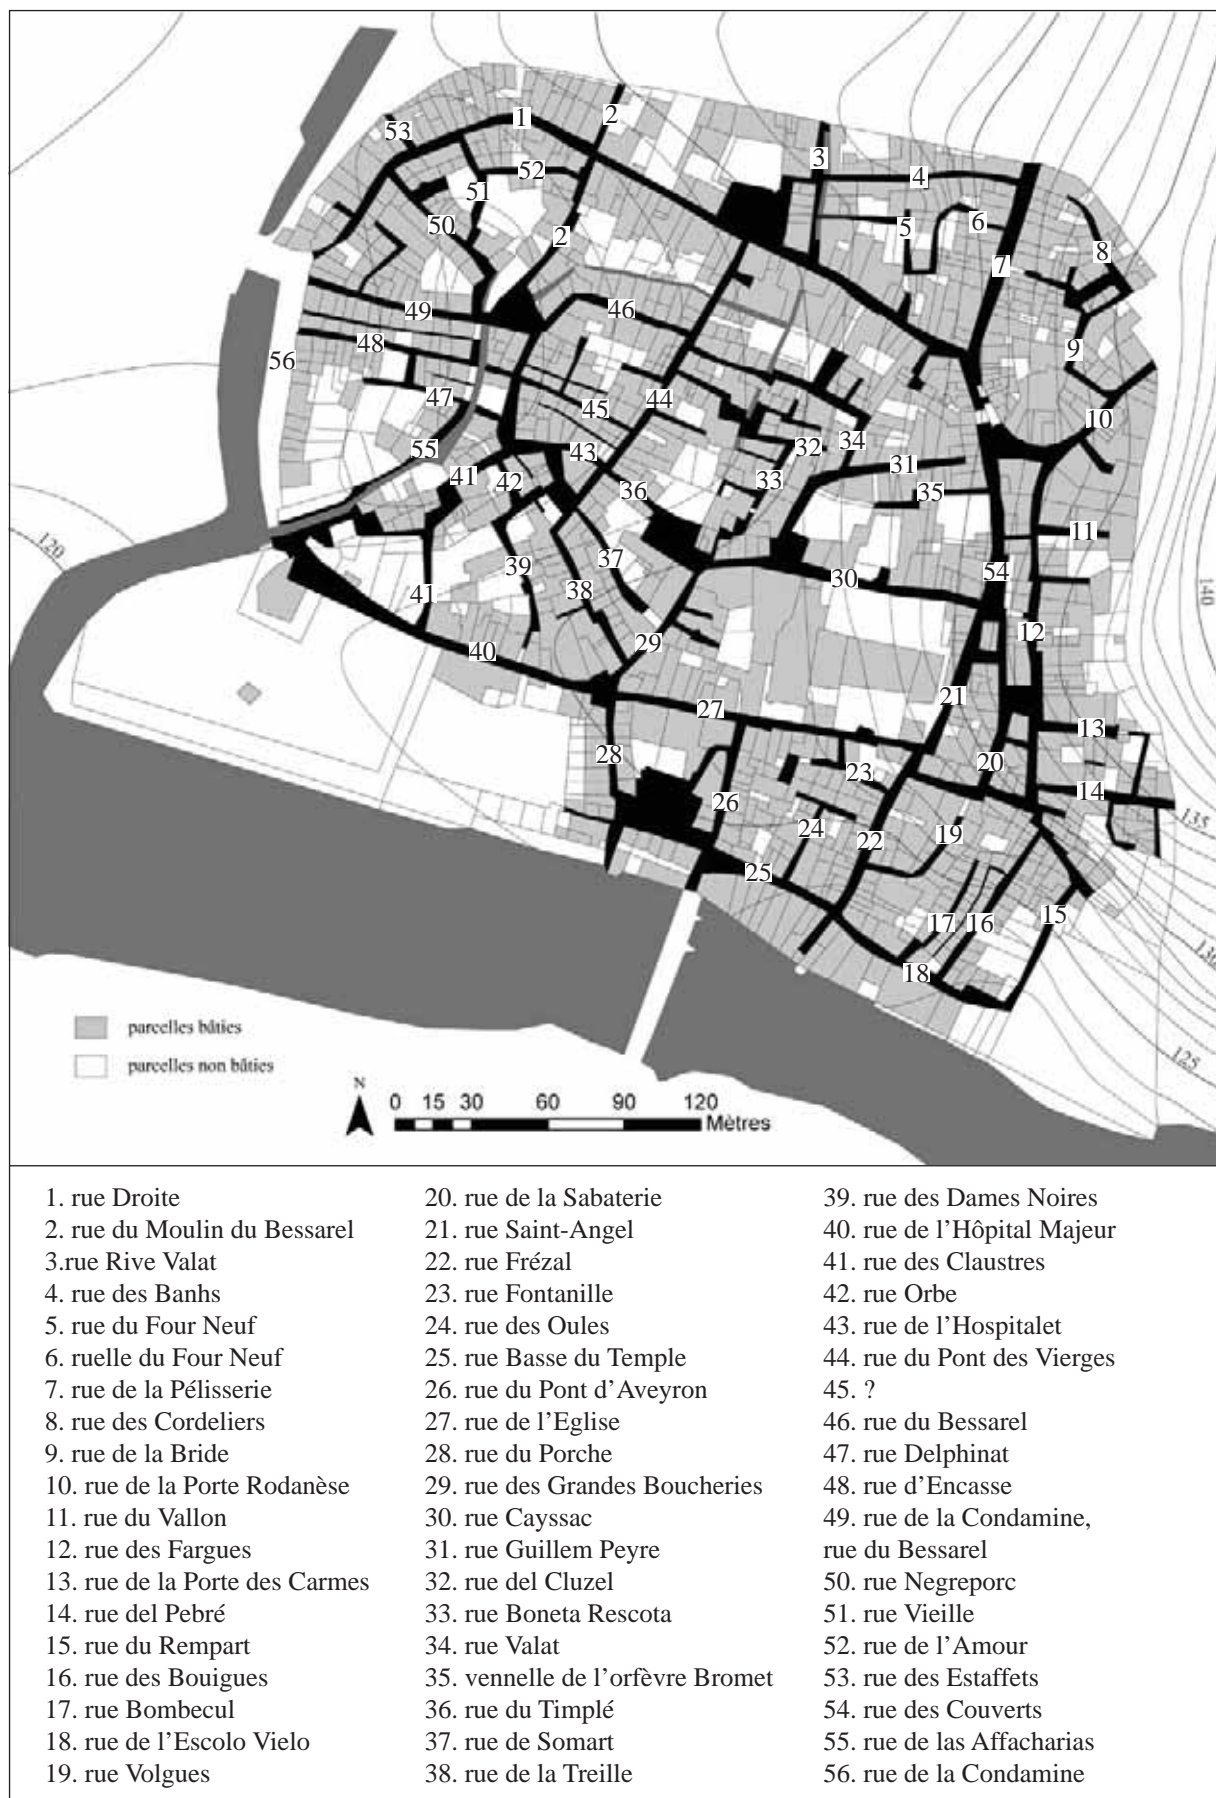 1
2
53
3
52
4
51
50
5
6
2
8
7
49
46
48
56
9
47
44
45
10
55
43
32
34
41
42
33
31
36
35
11
37
39
54
30
120
38
41
140
12
29
40
21
27
13
28
20
23
14
26
24
22
19
135
25
17
16
15
18
130
125
parcelles bâties
parcelles non bâties
N
0 15 30 60 90 120
Mètres
1. rue Droite
2. rue du Moulin du Bessarel
3.rue Rive Valat
4. rue des Banhs
5. rue du Four Neuf
6. ruelle du Four Neuf
7. rue de la Pélisserie
8. rue des Cordeliers
9. rue de la Bride
10. rue de la Porte Rodanèse
11. rue du Vallon
12. rue des Fargues
13. rue de la Porte des Carmes
14. rue del Pebré
15. rue du Rempart
16. rue des Bouigues
17. rue Bombecul
18. rue de l'Escolo Vielo
19. rue Volgues
20. rue de la Sabaterie
21. rue Saint-Angel
22. rue Frézal
23. rue Fontanille
24. rue des Oules
25. rue Basse du Temple
26. rue du Pont d'Aveyron
27. rue de l'Eglise
28. rue du Porche
29. rue des Grandes Boucheries
30. rue Cayssac
31. rue Guillem Peyre
32. rue del Cluzel
33. rue Boneta Rescota
34. rue Valat
35. vennelle de l'orfèvre Bromet
36. rue du Timplé
37. rue de Somart
38. rue de la Treille
39. rue des Dames Noires
40. rue de l'Hôpital Majeur
41. rue des Claustres
42. rue Orbe
43. rue de l'Hospitalet
44. rue du Pont des Vierges
45. ?
46. rue du Bessarel
47. rue Delphinat
48. rue d'Encasse
49. rue de la Condamine,
rue du Bessarel
50. rue Negreporc
51. rue Vieille
52. rue de l'Amour
53. rue des Estaffets
54. rue des Couverts
55. rue de las Affacharias
56. rue de la Condamine